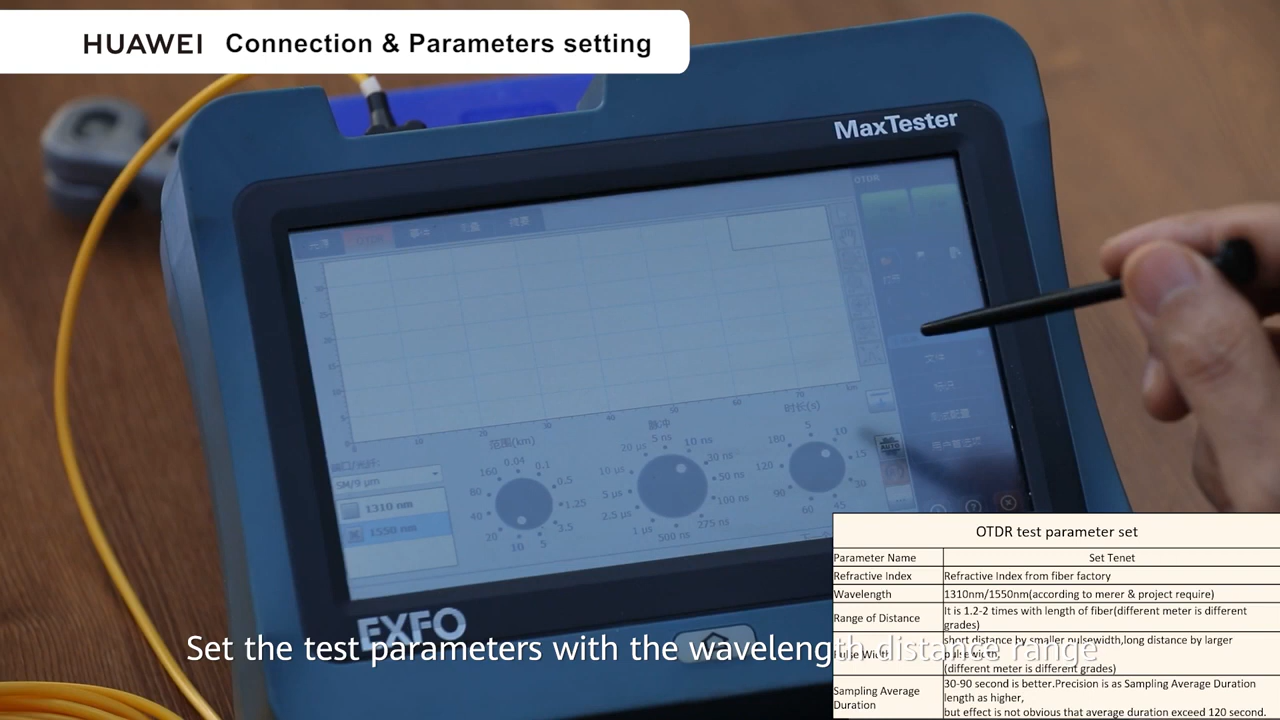 HUAWEI Connection & Parameters setting
MaxTester
OTDR
OTDR
范围(km)
脉冲
时长(s)
0.04
0.1
0.5
1.25
3.5
5
10
20
40
80
160
5 ns
10 ns
30 ns
50 ns
100 ns
275 ns
500 ns
1 µs
2.5 µs
5 µs
10 µs
20 µs
5
10
15
30
45
60
90
120
180
SM/9 µm
1310 nm
1550 nm
EXFO
OTDR test parameter set
Parameter Name Set Tenet
Refractive Index Refractive Index from fiber factory
Wavelength 1310nm/1550nm(according to merer & project require)
Range of Distance It is 1.2-2 times with length of fiber(different meter is different
grades)
Pulse Width short distance by smaller pulsewidth,long distance by larger
pulsewidth
(different meter is different grades)
Sampling Average
Duration
30-90 second is better.Precision is as Sampling Average Duration
length as higher,
but effect is not obvious that average duration exceed 120 second.
Set the test parameters with the wavelength distance range